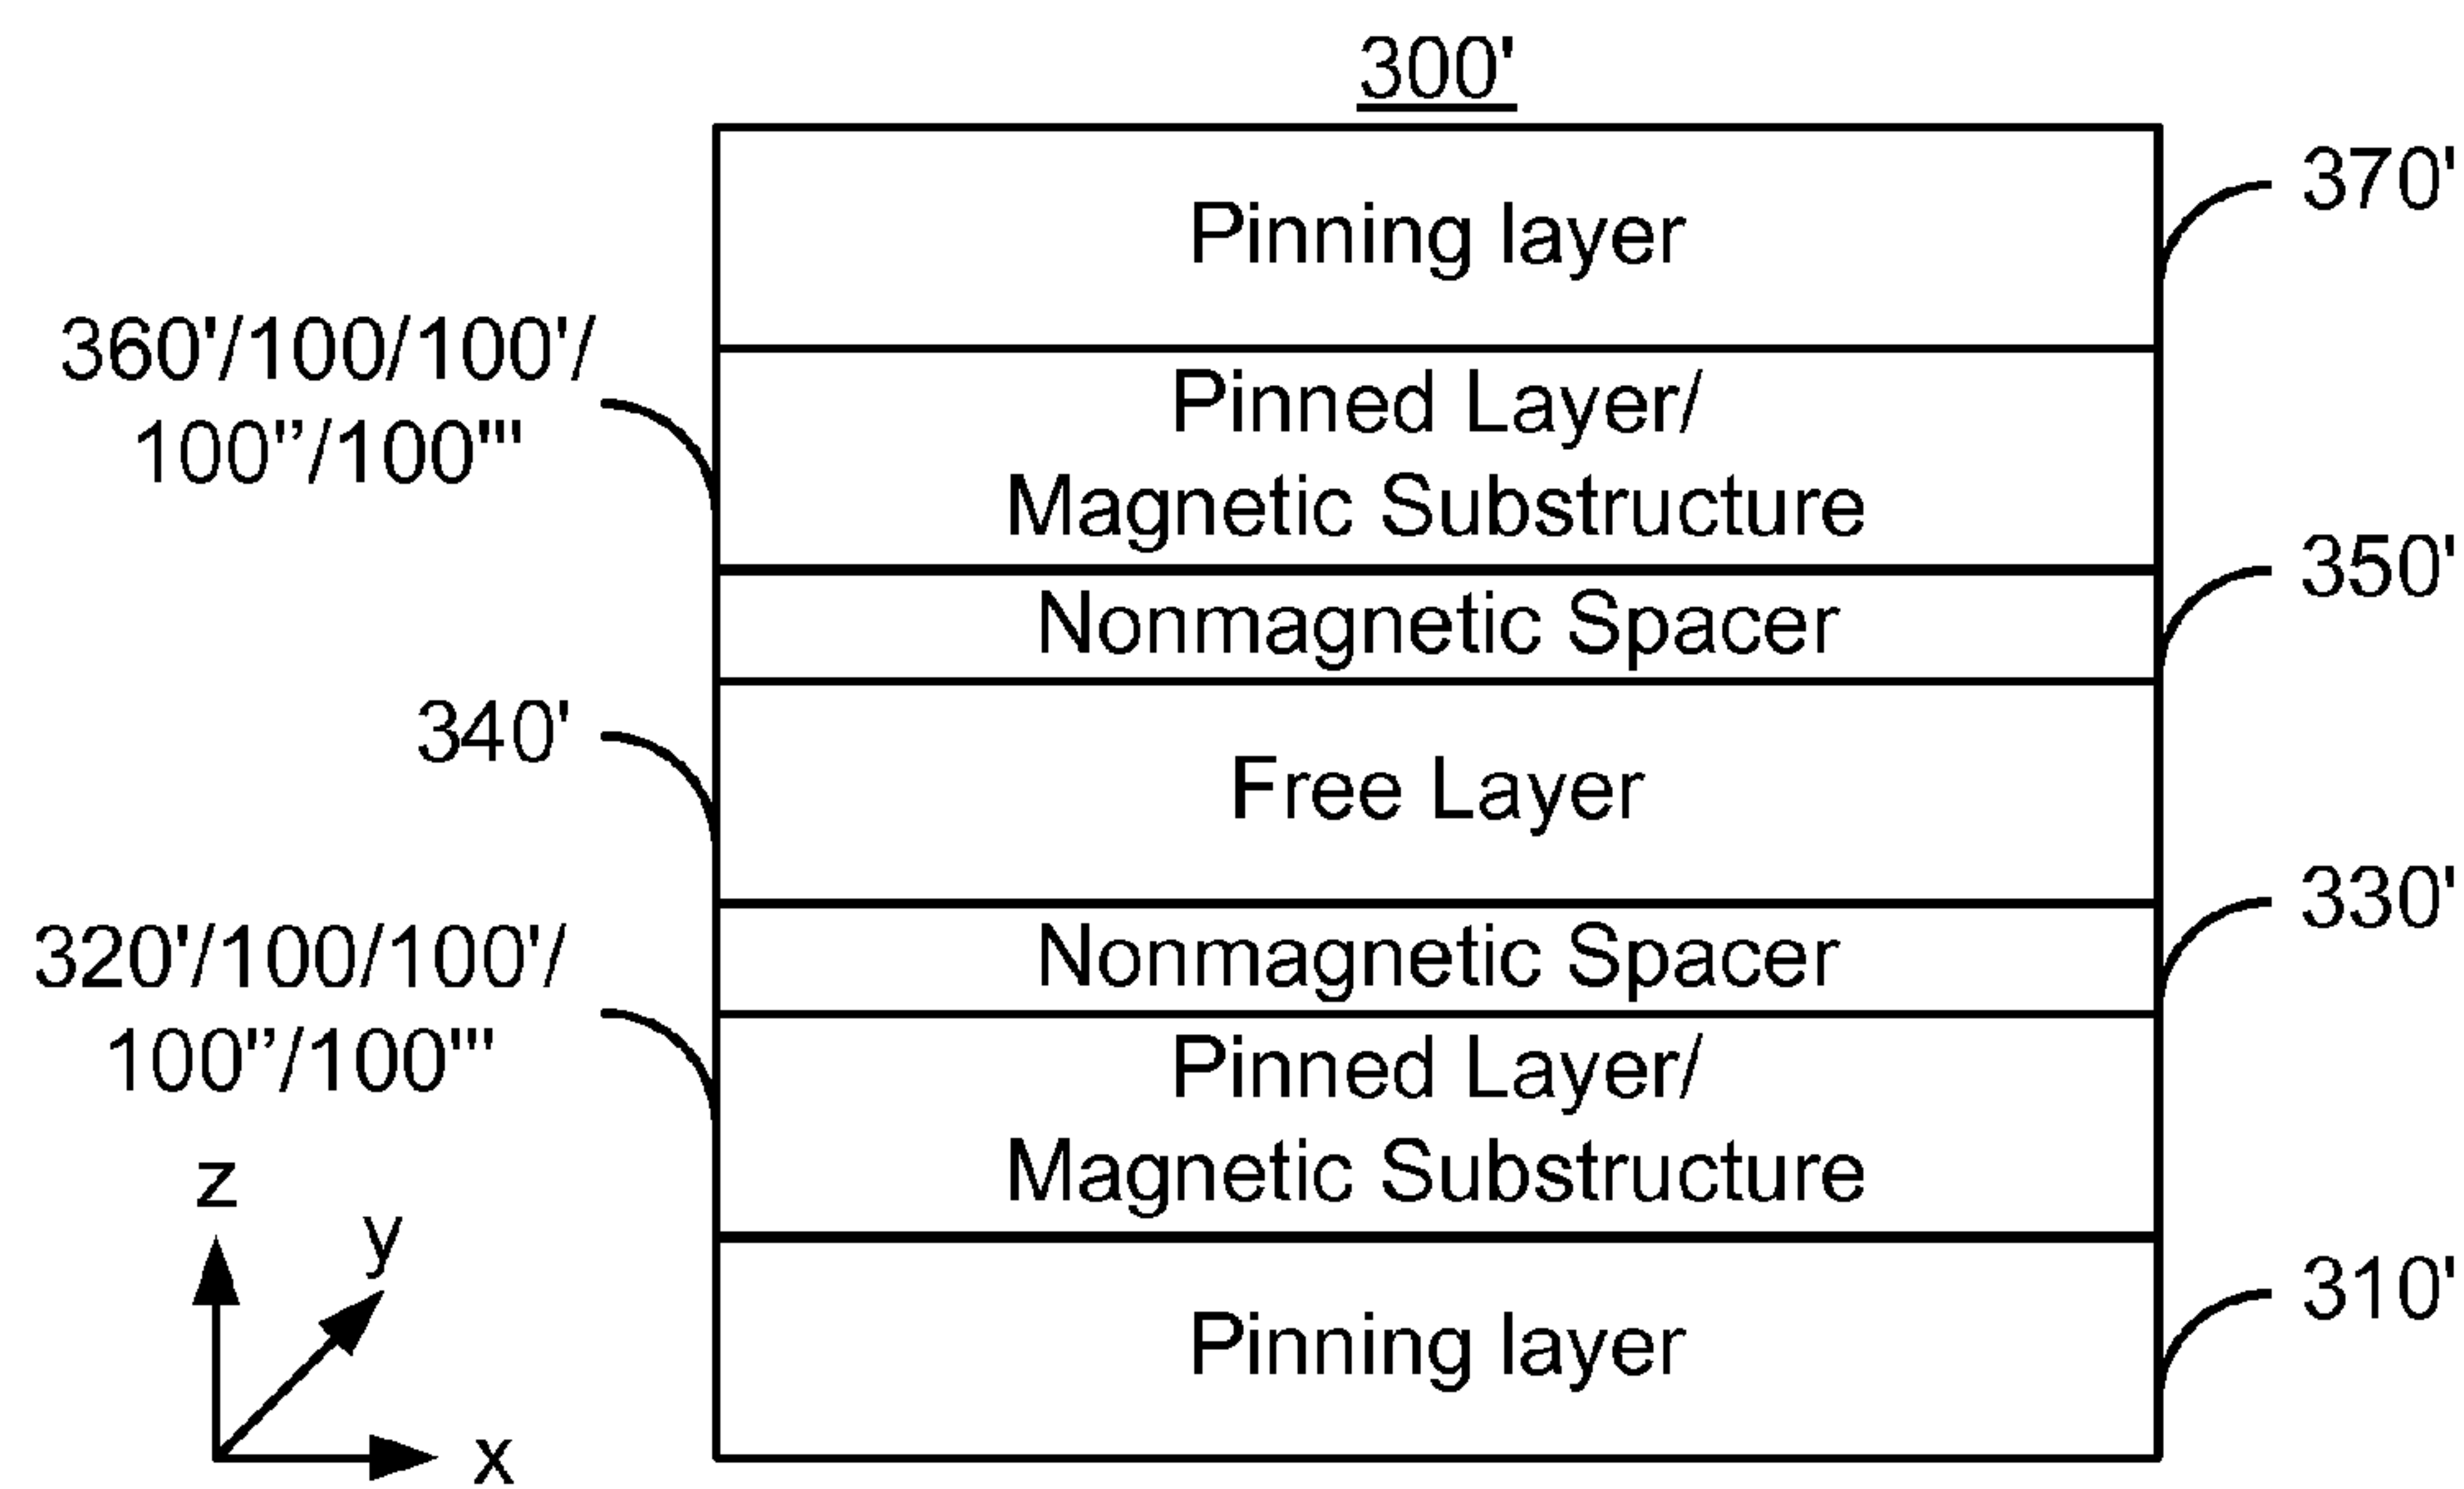 300'
Pinning layer
370'
360'/100/100'/
100"’/100"'
Pinned Layer/
Magnetic Substructure
Nonmagnetic Spacer
350'
340'
Free Layer
330'
Nonmagnetic Spacer
320'/100/100'/
100"’/100"'
Pinned Layer/
Magnetic Substructure
Pinning layer
310'
z
y
x